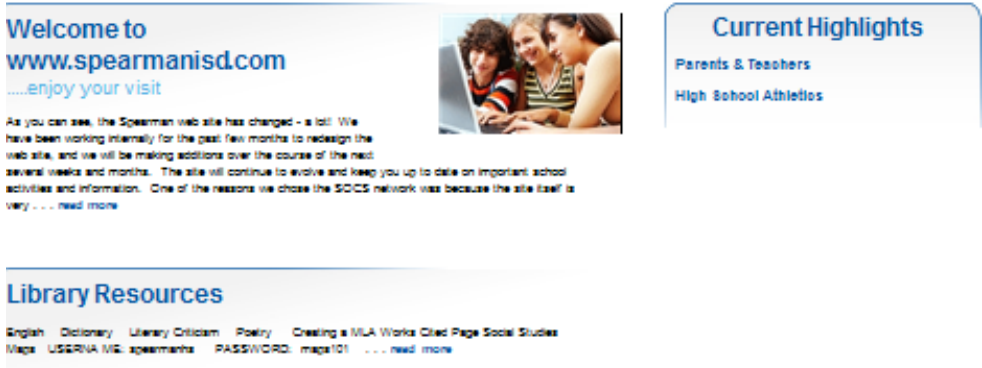 Welcome to
www.spearmanisd.com
.....enjoy your visit
As you can see, the Spearman web site has changed - a lot! We
have been working internally for the past few months to redesign the
web site, and we will be making additions over the course of the next
several weeks and months. The site will continue to evolve and keep you up to date on important school
activities and information. One of the reasons we chose the SOCS network was because the site itself is
very . . . read more
Library Resources
English Dictionary Literary Criticism Poetry Creating a MLA Works Cited Page Social Studies
Maps USERNAME: spearmanhs PASSWORD: maps101 . . . read more
Current Highlights
Parents & Teachers
High School Athletics